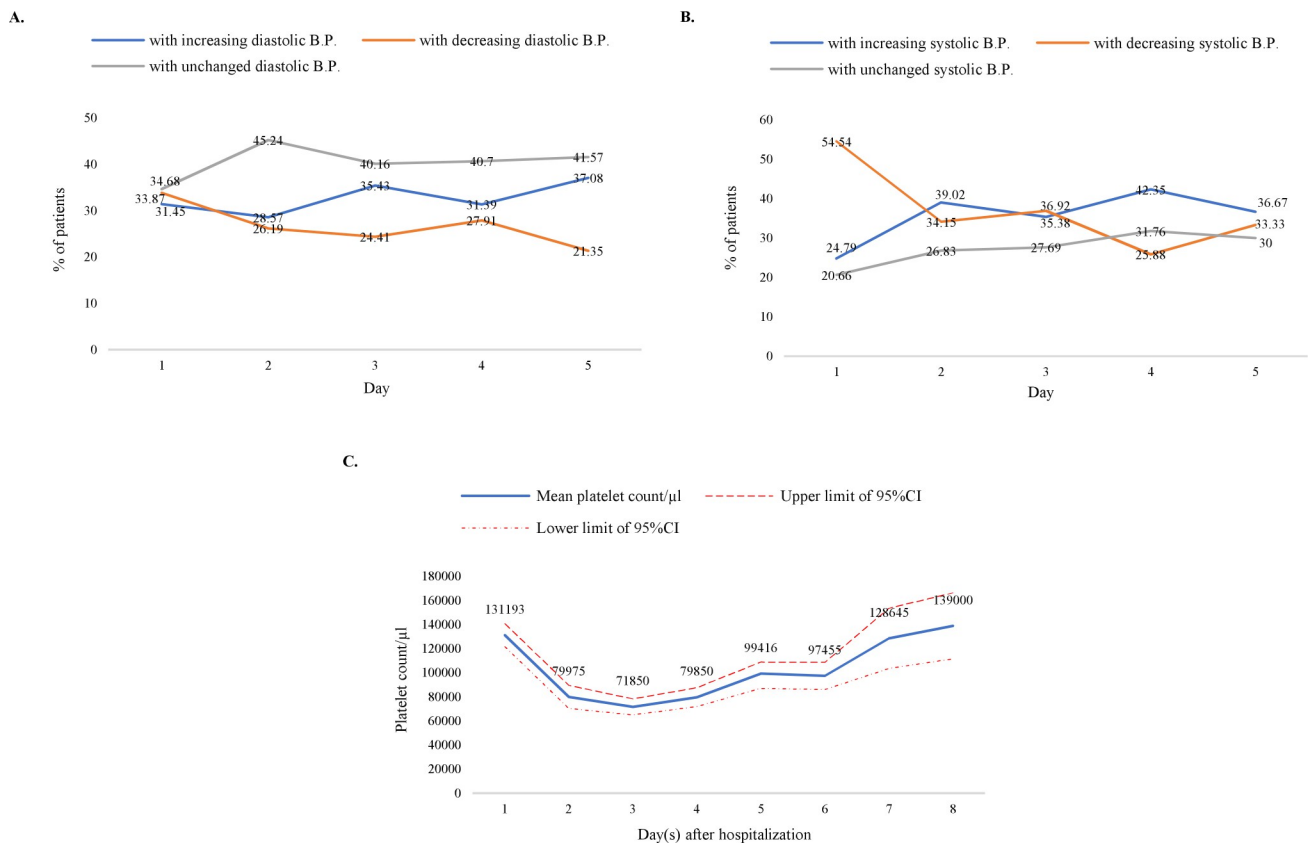 A.
with increasing diastolic B.P.
with decreasing diastolic B.P.
with unchanged diastolic B.P.
% of patients
50
40
30
20
10
0
34.68
33.87
31.45
45.24
28.57
26.19
40.16
35.43
24.41
40.7
31.39
27.91
41.57
37.08
21.35
1 2 3 4 5
Day
B.
with increasing systolic B.P.
with decreasing systolic B.P.
with unchanged systolic B.P.
% of patients
60
50
40
30
20
10
0
54.54
24.79
20.66
39.02
34.15
26.83
36.92
35.38
27.69
42.35
31.76
25.88
36.67
33.33
30
1 2 3 4 5
Day
C.
Mean platelet count/µl
Upper limit of 95%CI
Lower limit of 95%CI
Platelet count/µl
180000
160000
140000
120000
100000
80000
60000
40000
20000
0
131193
79975
71850
79850
99416
97455
128645
139000
1 2 3 4 5 6 7 8
Day(s) after hospitalization